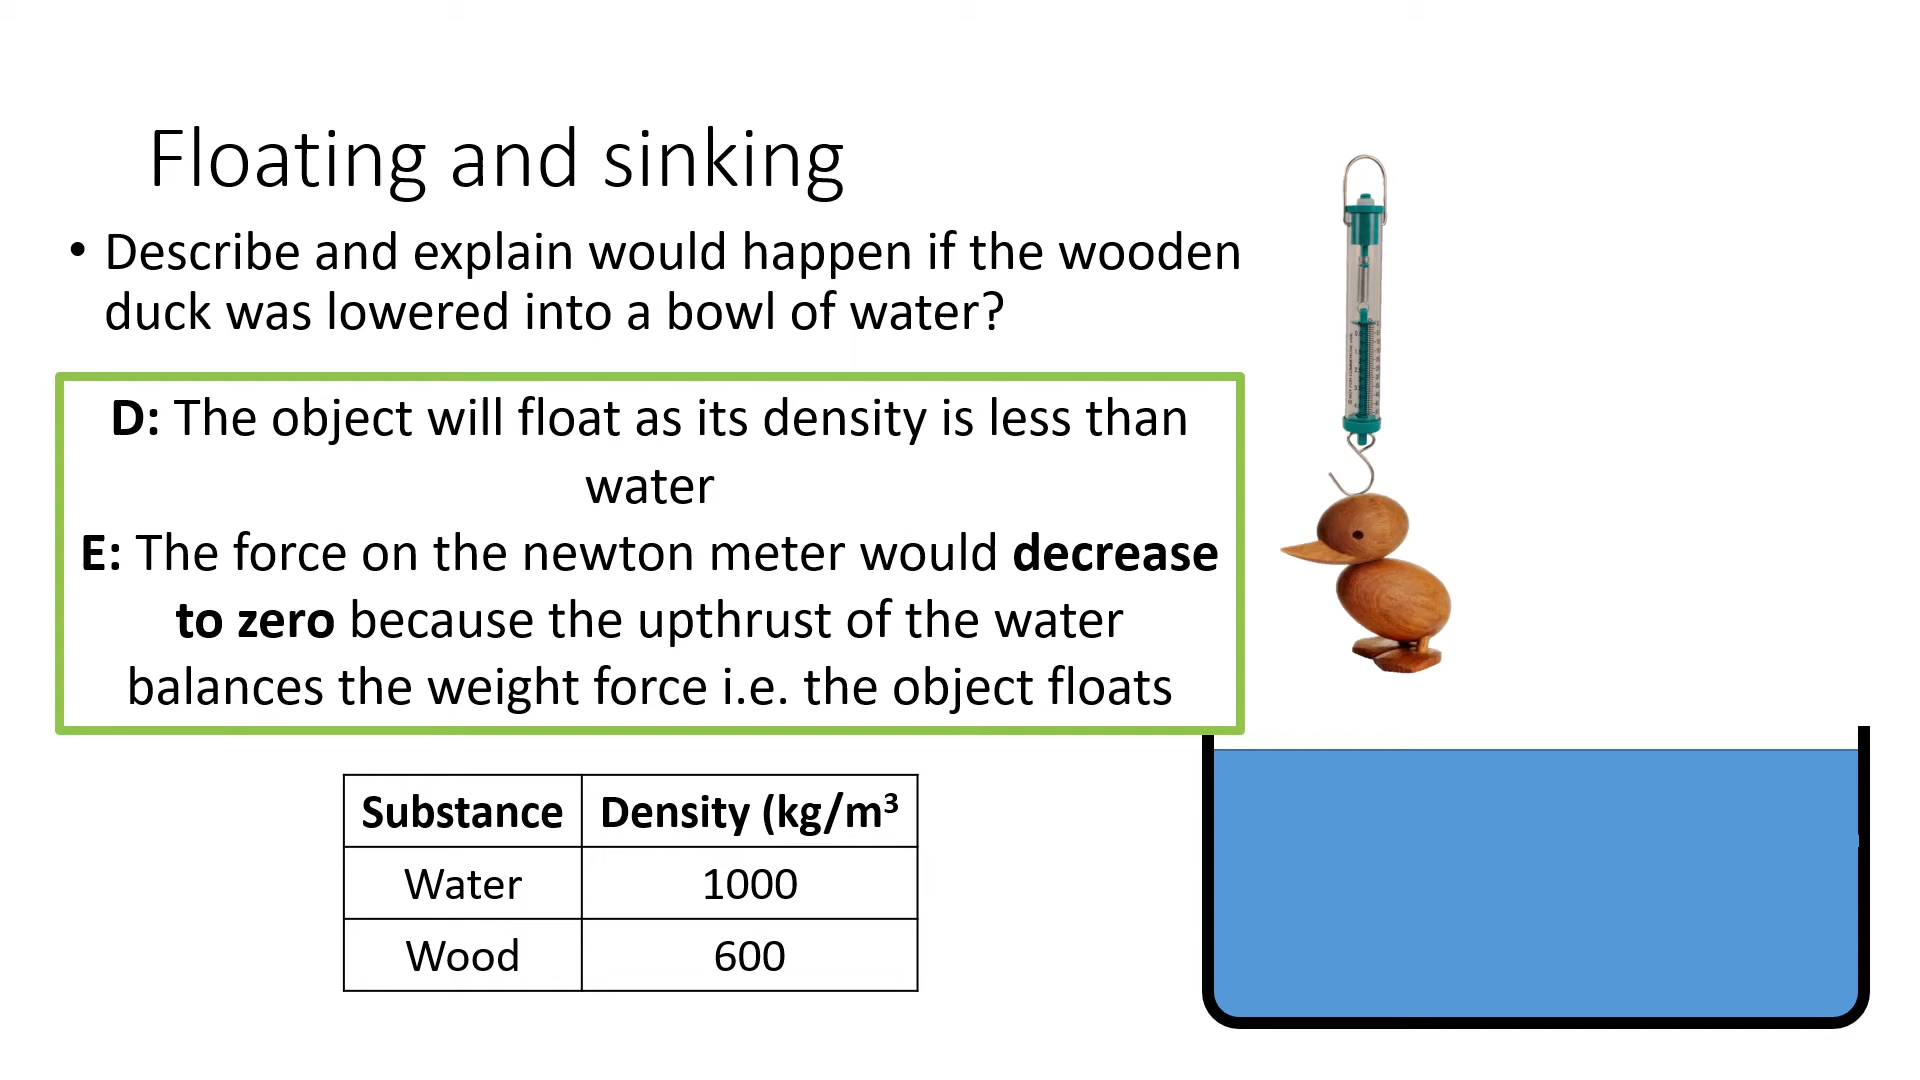 Floating and sinking
• Describe and explain would happen if the wooden
duck was lowered into a bowl of water?
D: The object will float as its density is less than
water
E: The force on the newton meter would decrease
to zero because the upthrust of the water
balances the weight force i.e. the object floats
Substance Density (kg/m³
Water 1000
Wood 600